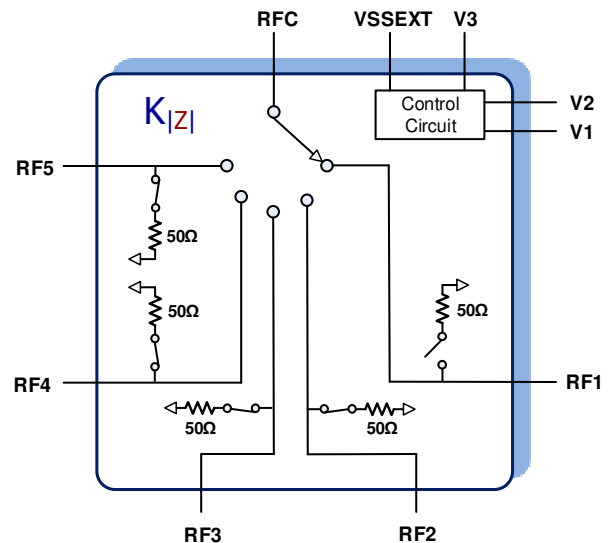 RFC
VSSEXT
V3
K|Z|
Control
Circuit
V2
V1
RF5
50Ω
50Ω
50Ω
RF4
RF1
50Ω
50Ω
RF3
RF2